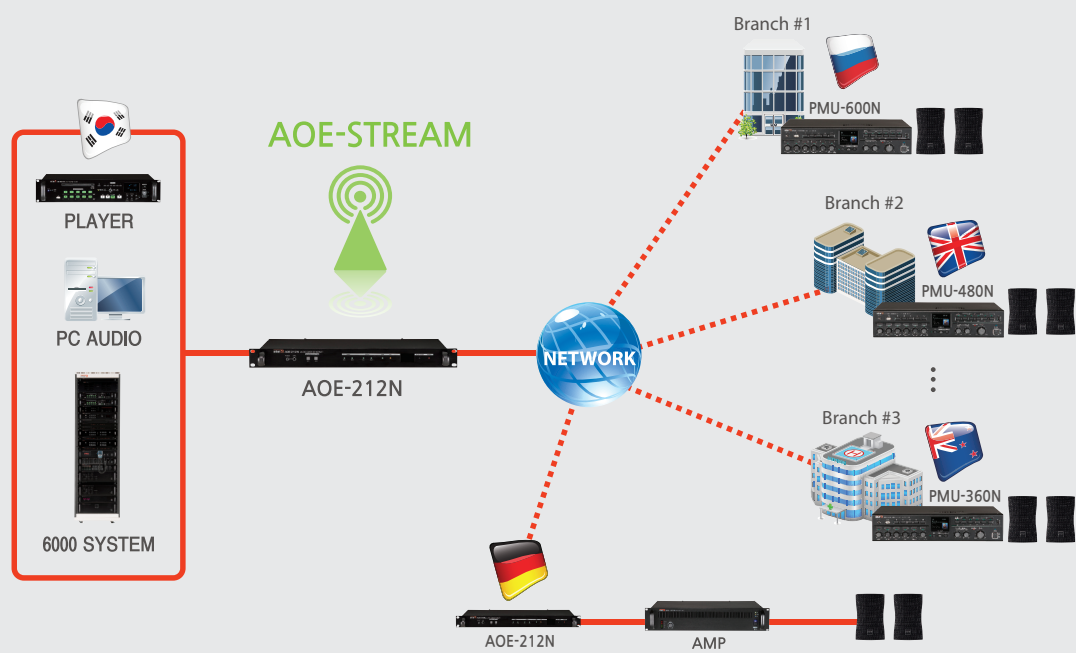 Branch #1
PMU-600N
AOE-STREAM
PLAYER
Branch #2
PMU-480N
PC AUDIO
NETWORK
AOE-212N
Branch #3
PMU-360N
6000 SYSTEM
AOE-212N
AMP